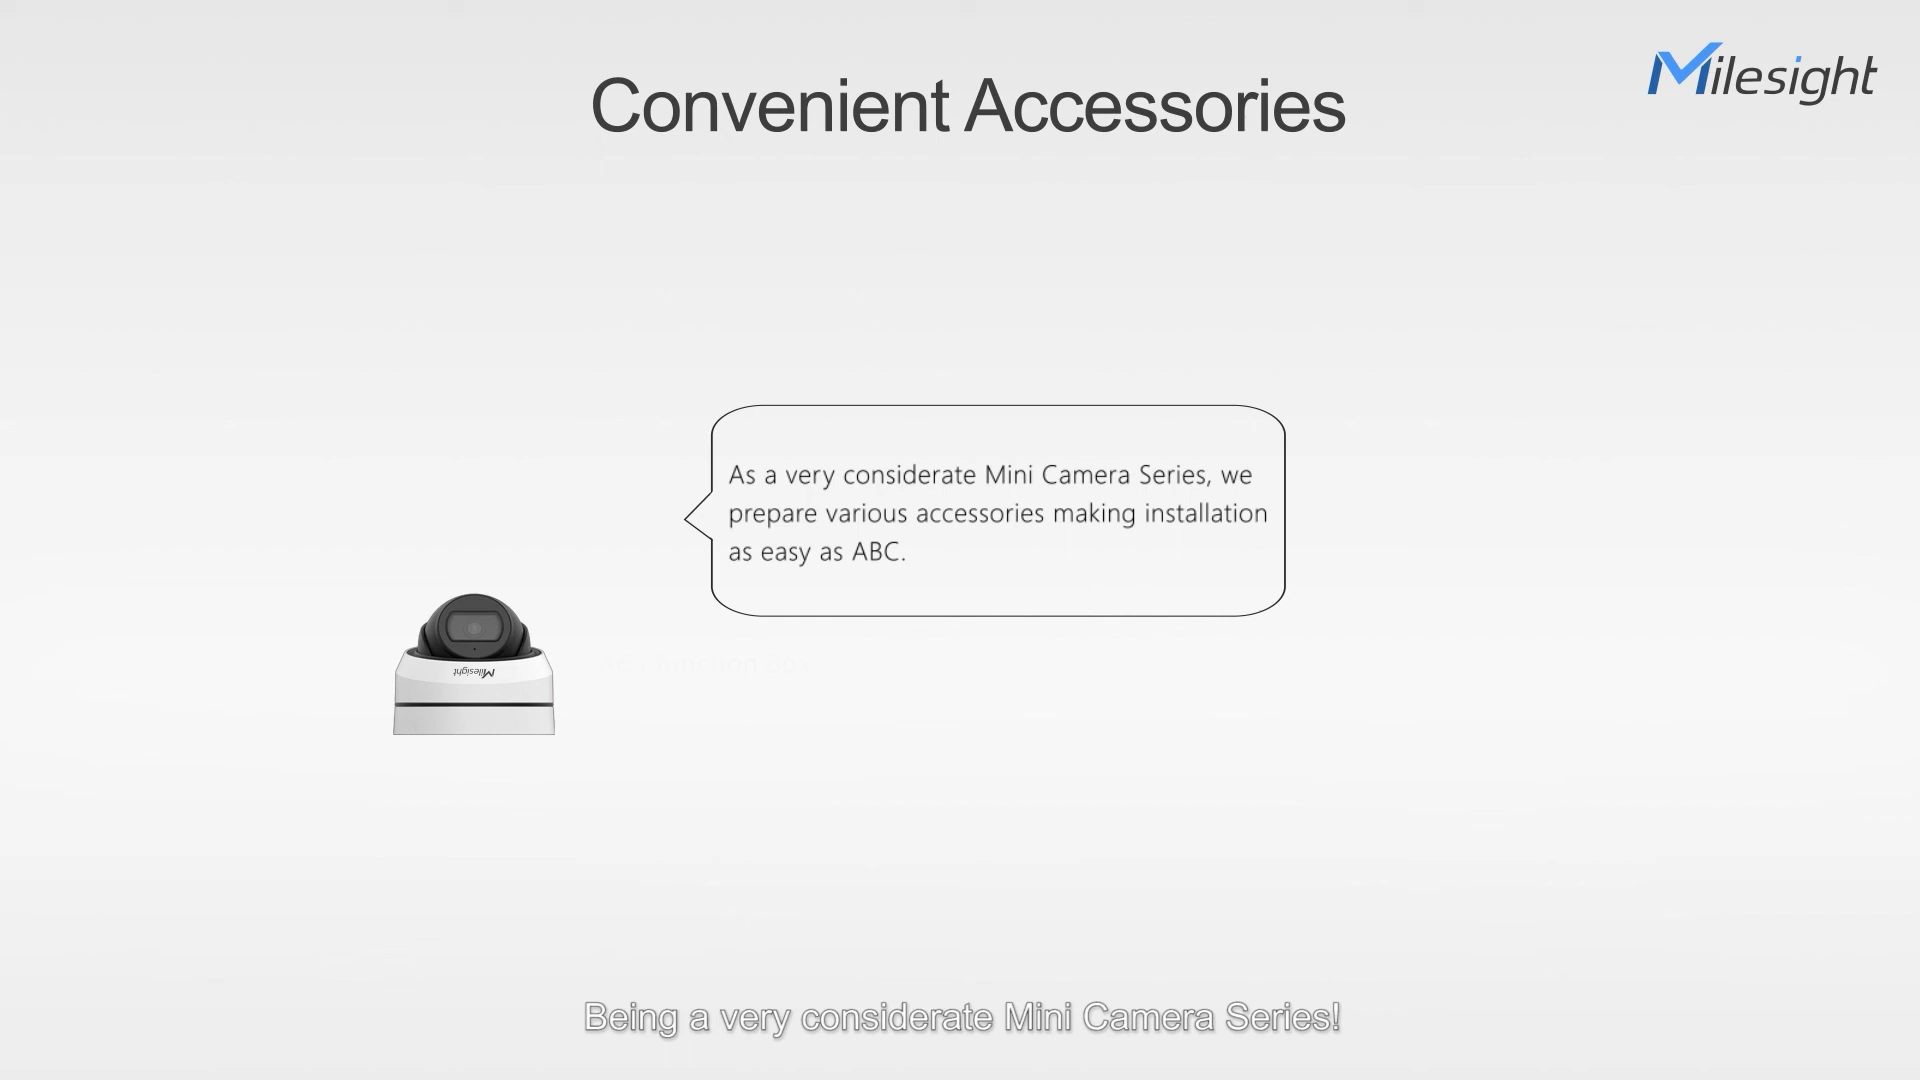 Convenient Accessories
Milesight
As a very considerate Mini Camera Series, we
prepare various accessories making installation
as easy as ABC.
Milesight
Being a very considerate Mini Camera Series!